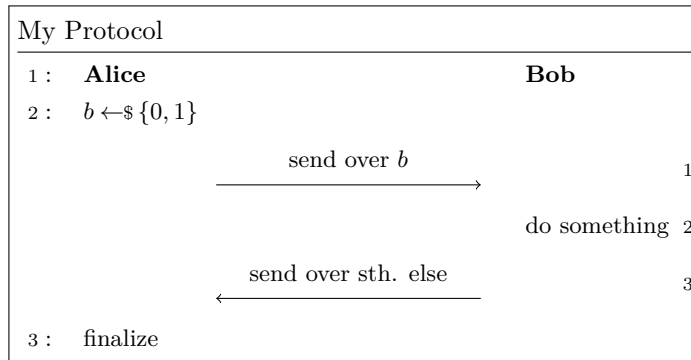 My Protocol
1 : Alice Bob
2 : b ←$ {0, 1}
send over b 1
do something 2
send over sth. else 3
3 : finalize